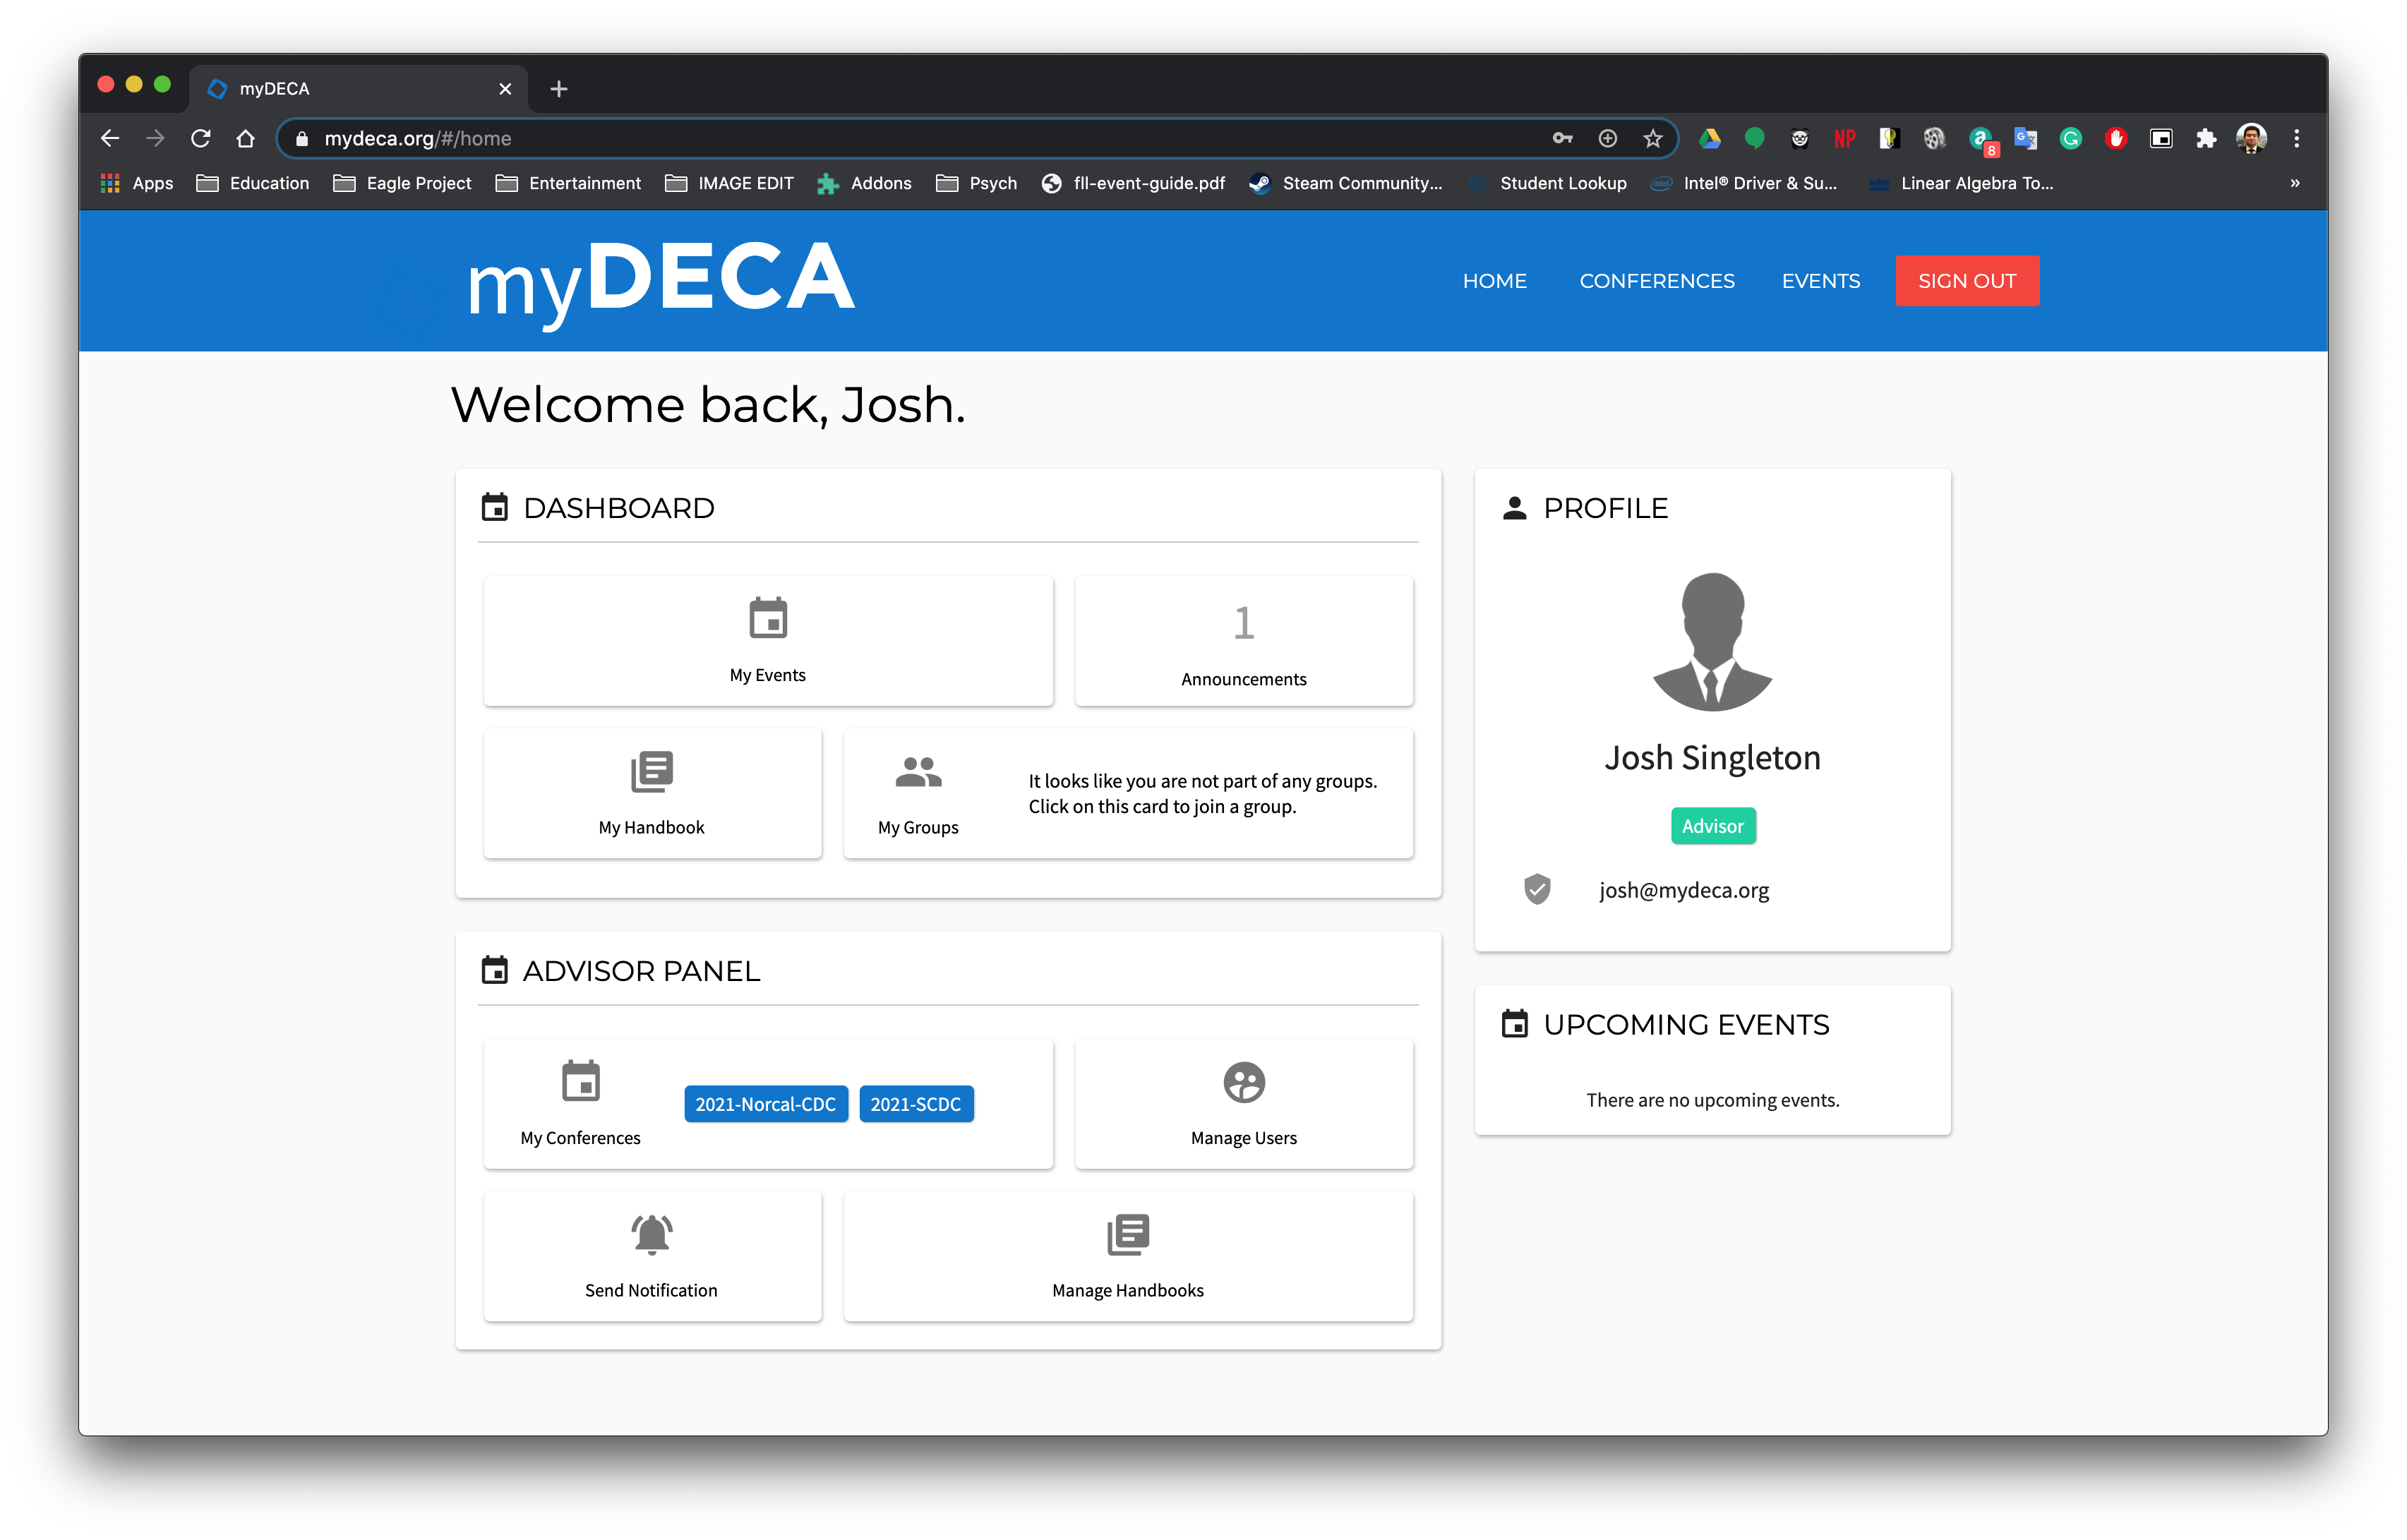 myDECA
mydeca.org/#/home
8
Apps Education Eagle Project Entertainment IMAGE EDIT Addons Psych fll-event-guide.pdf Steam Community... Student Lookup Intel® Driver & Su... Linear Algebra To... »
myDECA
HOME CONFERENCES EVENTS SIGN OUT
Welcome back, Josh.
DASHBOARD
My Events
1
Announcements
My Handbook
My Groups
It looks like you are not part of any groups.
Click on this card to join a group.
ADVISOR PANEL
My Conferences
2021-Norcal-CDC 2021-SCDC
Manage Users
Send Notification
Manage Handbooks
PROFILE
Josh Singleton
Advisor
josh@mydeca.org
UPCOMING EVENTS
There are no upcoming events.